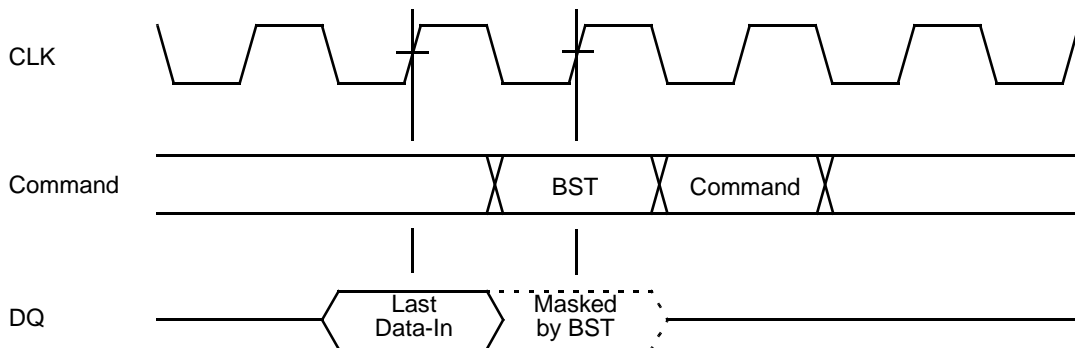 CLK
Command
BST
Command
DQ
Last
Data-In
Masked
by BST